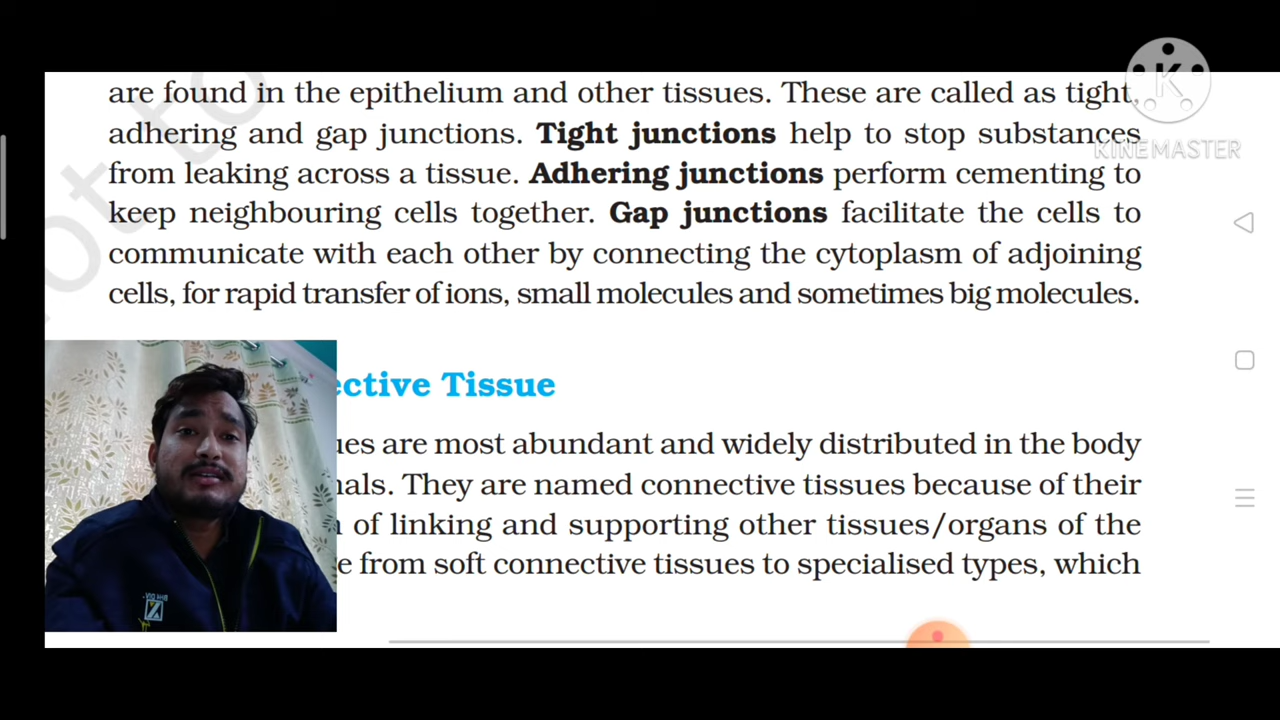 are found in the epithelium and other tissues. These are called as tight,
adhering and gap junctions. Tight junctions help to stop substances
from leaking across a tissue. Adhering junctions perform cementing to
keep neighbouring cells together. Gap junctions facilitate the cells to
communicate with each other by connecting the cytoplasm of adjoining
cells, for rapid transfer of ions, small molecules and sometimes big molecules.
ective Tissue
ues are most abundant and widely distributed in the body
nals. They are named connective tissues because of their
of linking and supporting other tissues/organs of the
e from soft connective tissues to specialised types, which
K
KINEMASTER
ot to
Z